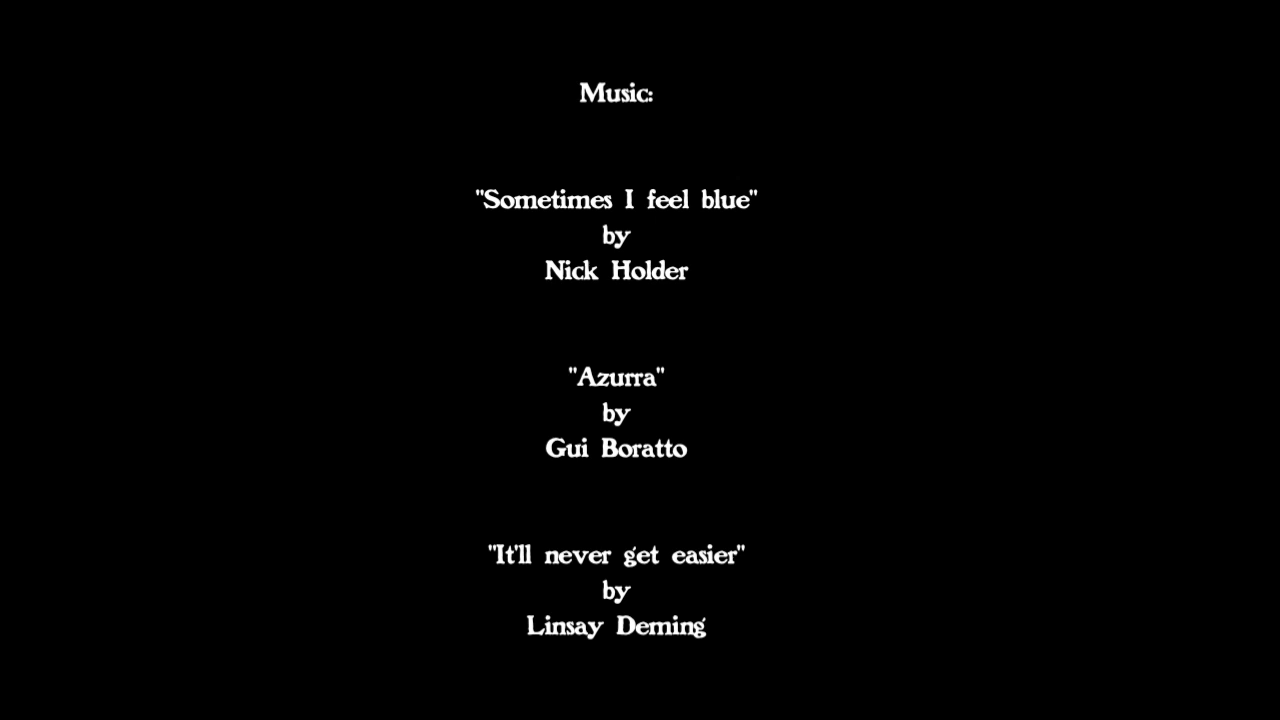 Music:
"Sometimes I feel blue"
by
Nick Holder
"Azurra"
by
Gui Boratto
"It'll never get easier"
by
Linsay Deming